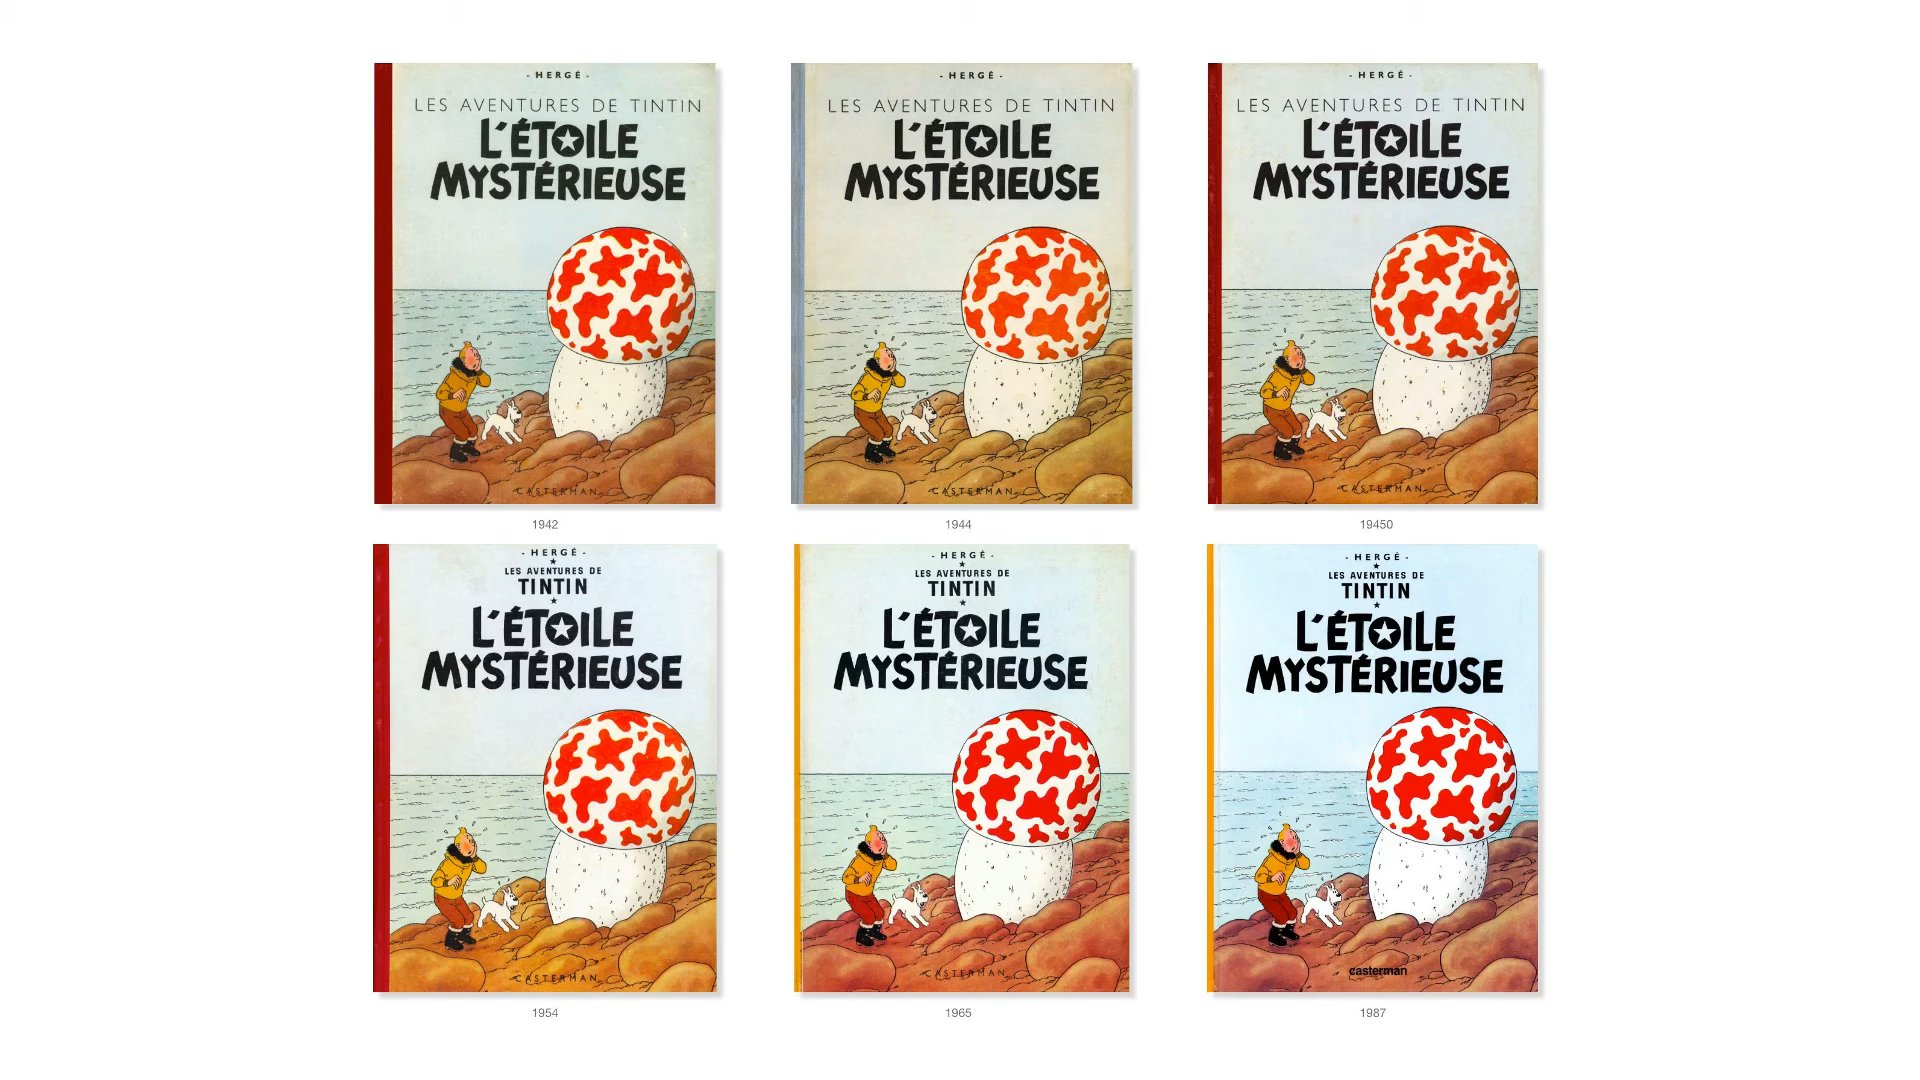 - HERGÉ -
LES AVENTURES DE TINTIN
L'ÉTOILE
MYSTÉRIEUSE
CASTERMAN
1942
- HERGÉ -
LES AVENTURES DE TINTIN
L'ÉTOILE
MYSTÉRIEUSE
CASTERMAN
1944
- HERGÉ -
LES AVENTURES DE TINTIN
L'ÉTOILE
MYSTÉRIEUSE
CASTERMAN
19450
- HERGÉ -
LES AVENTURES DE
TINTIN
L'ÉTOILE
MYSTÉRIEUSE
CASTERMAN
1954
- HERGÉ -
LES AVENTURES DE
TINTIN
L'ÉTOILE
MYSTÉRIEUSE
CASTERMAN
1965
- HERGÉ -
LES AVENTURES DE
TINTIN
L'ÉTOILE
MYSTÉRIEUSE
casterman
1987